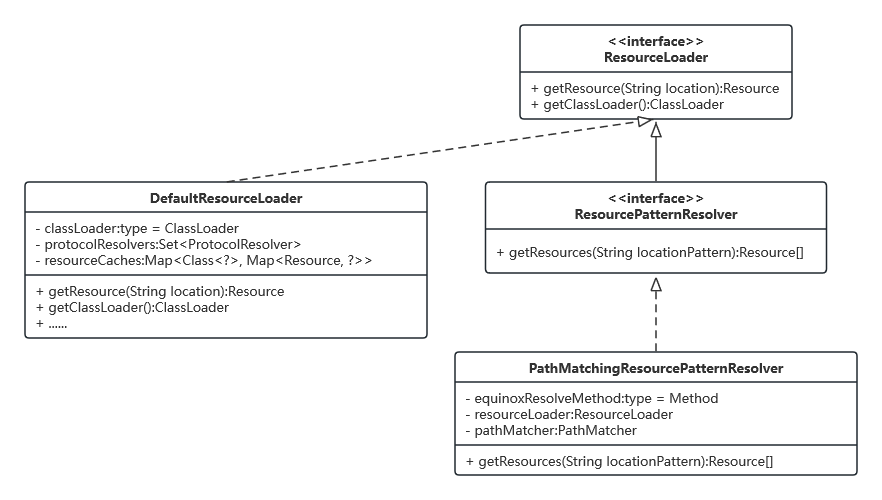 <<interface>>
ResourceLoader
+ getResource(String location):Resource
+ getClassLoader():ClassLoader
DefaultResourceLoader
- classLoader:type = ClassLoader
- protocolResolvers:Set<ProtocolResolver>
- resourceCaches:Map<Class<?>, Map<Resource, ?>>
+ getResource(String location):Resource
+ getClassLoader():ClassLoader
+ ......
<<interface>>
ResourcePatternResolver
+ getResources(String locationPattern):Resource[]
PathMatchingResourcePatternResolver
- equinoxResolveMethod:type = Method
- resourceLoader:ResourceLoader
- pathMatcher:PathMatcher
+ getResources(String locationPattern):Resource[]